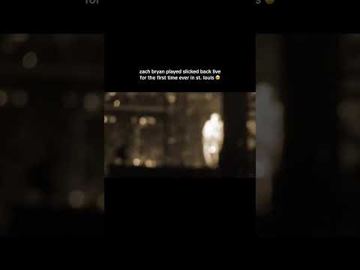 zach bryan played slicked back live
for the first time ever in st. louis 🥹